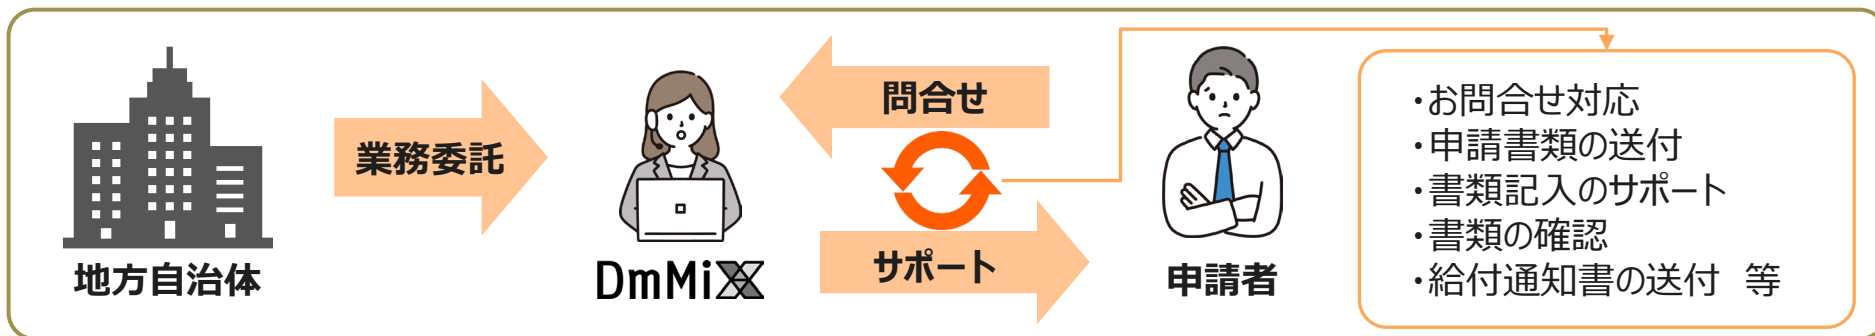 業務委託
問合せ
サポート
地方自治体
DmMiX
申請者
・お問合せ対応
・申請書類の送付
・書類記入のサポート
・書類の確認
・給付通知書の送付 等